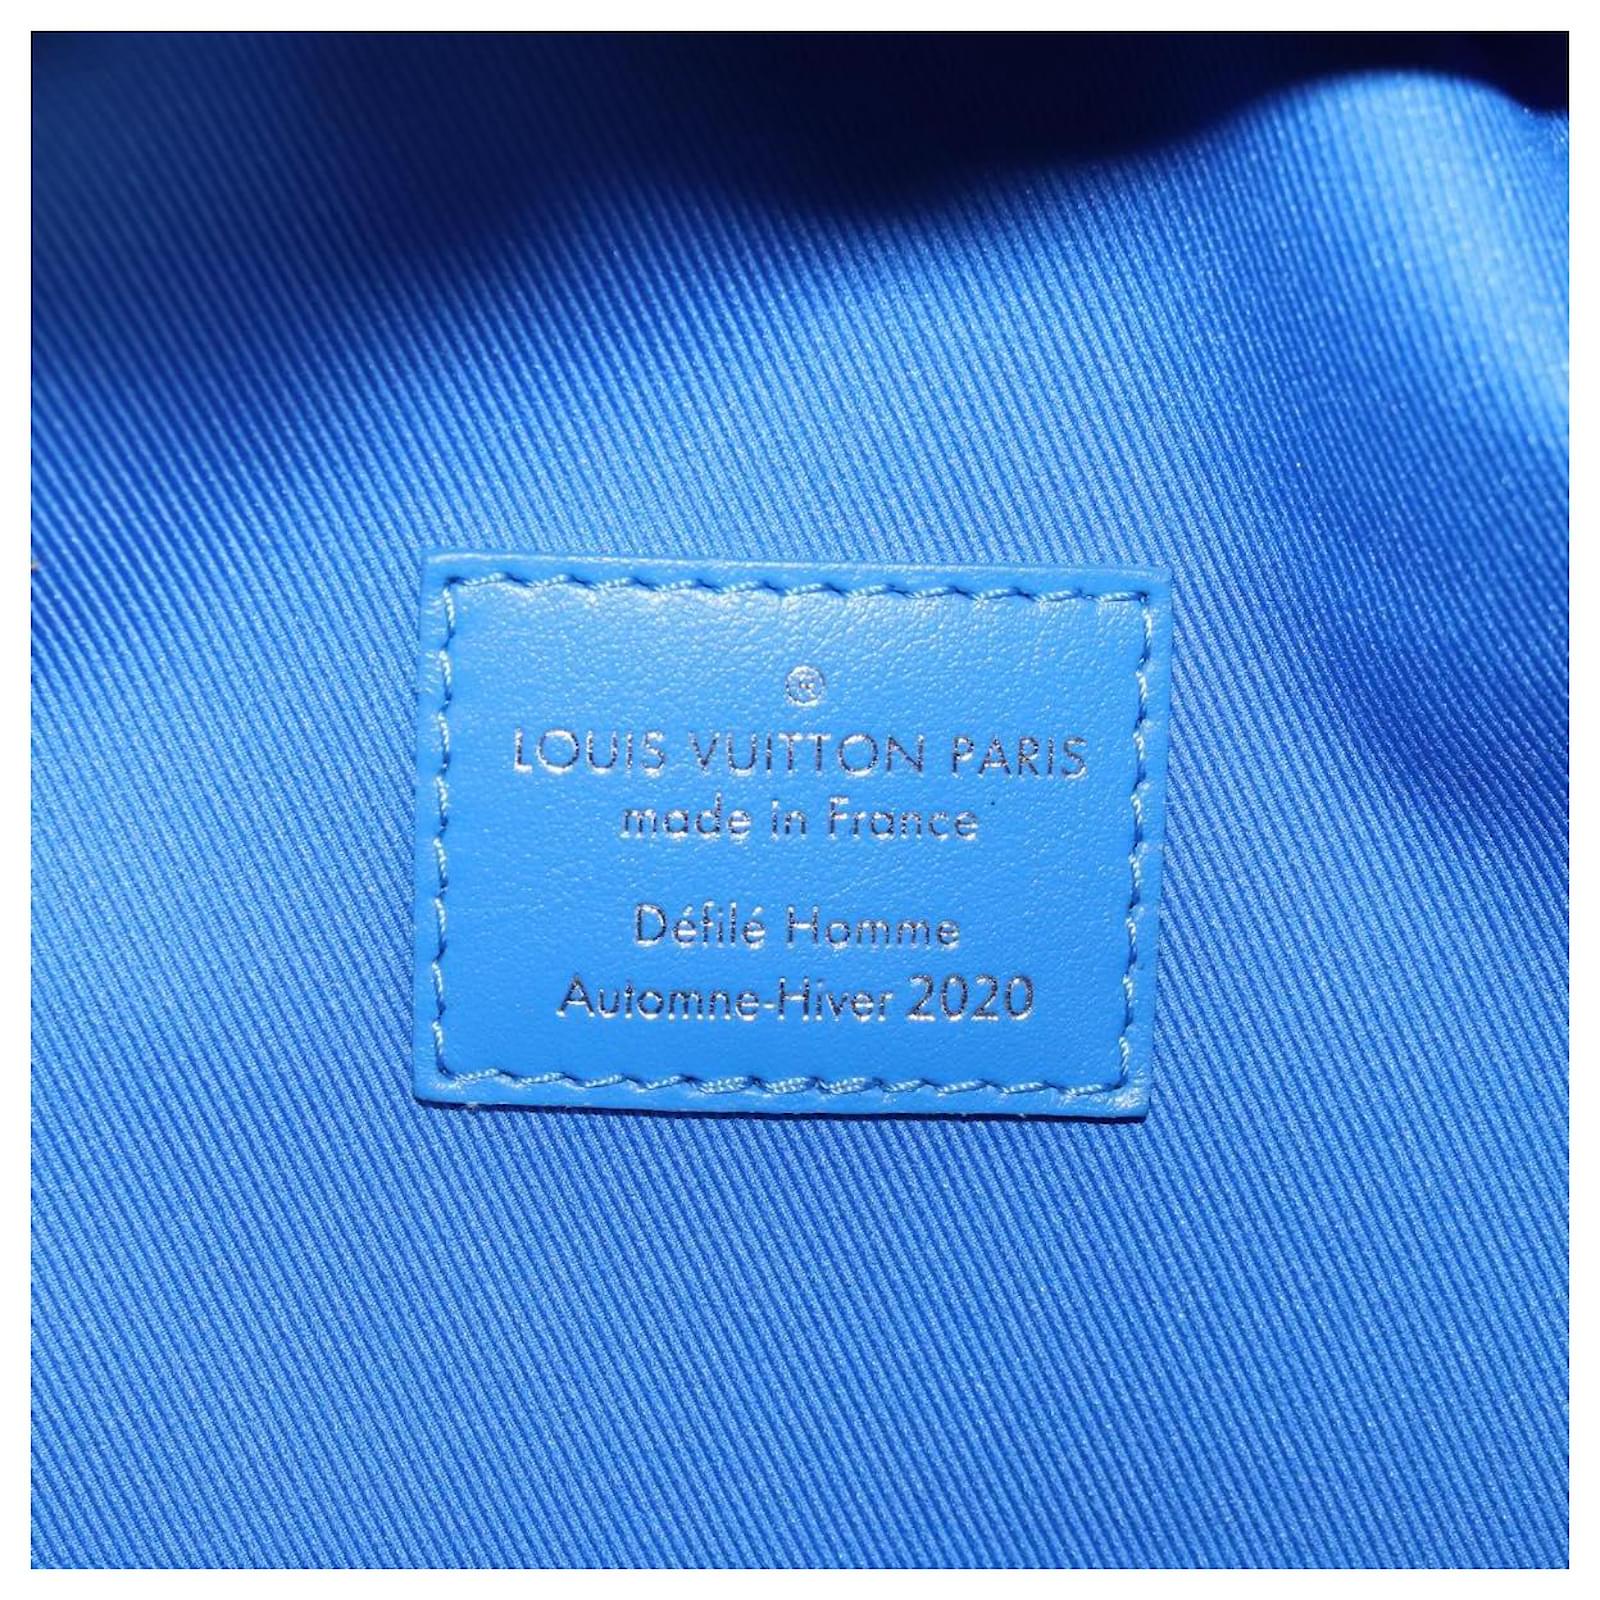 ®
LOUIS VUITTON PARIS
made in France
Défilé Homme
Automne-Hiver 2020